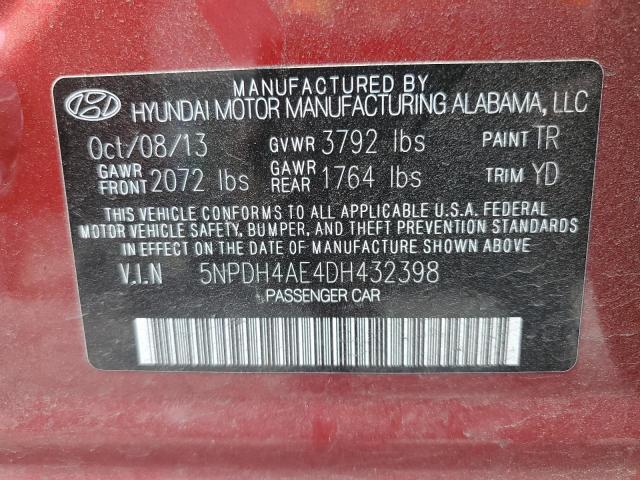 MANUFACTURED BY
HYUNDAI MOTOR MANUFACTURING ALABAMA, LLC
Oct/08/13 GVWR 3792 lbs PAINT TR
GAWR FRONT 2072 lbs GAWR REAR 1764 lbs TRIM YD
THIS VEHICLE CONFORMS TO ALL APPLICABLE U.S.A. FEDERAL
MOTOR VEHICLE SAFETY, BUMPER, AND THEFT PREVENTION STANDARDS
IN EFFECT ON THE DATE OF MANUFACTURE SHOWN ABOVE.
V.I.N 5NPDH4AE4DH432398
PASSENGER CAR